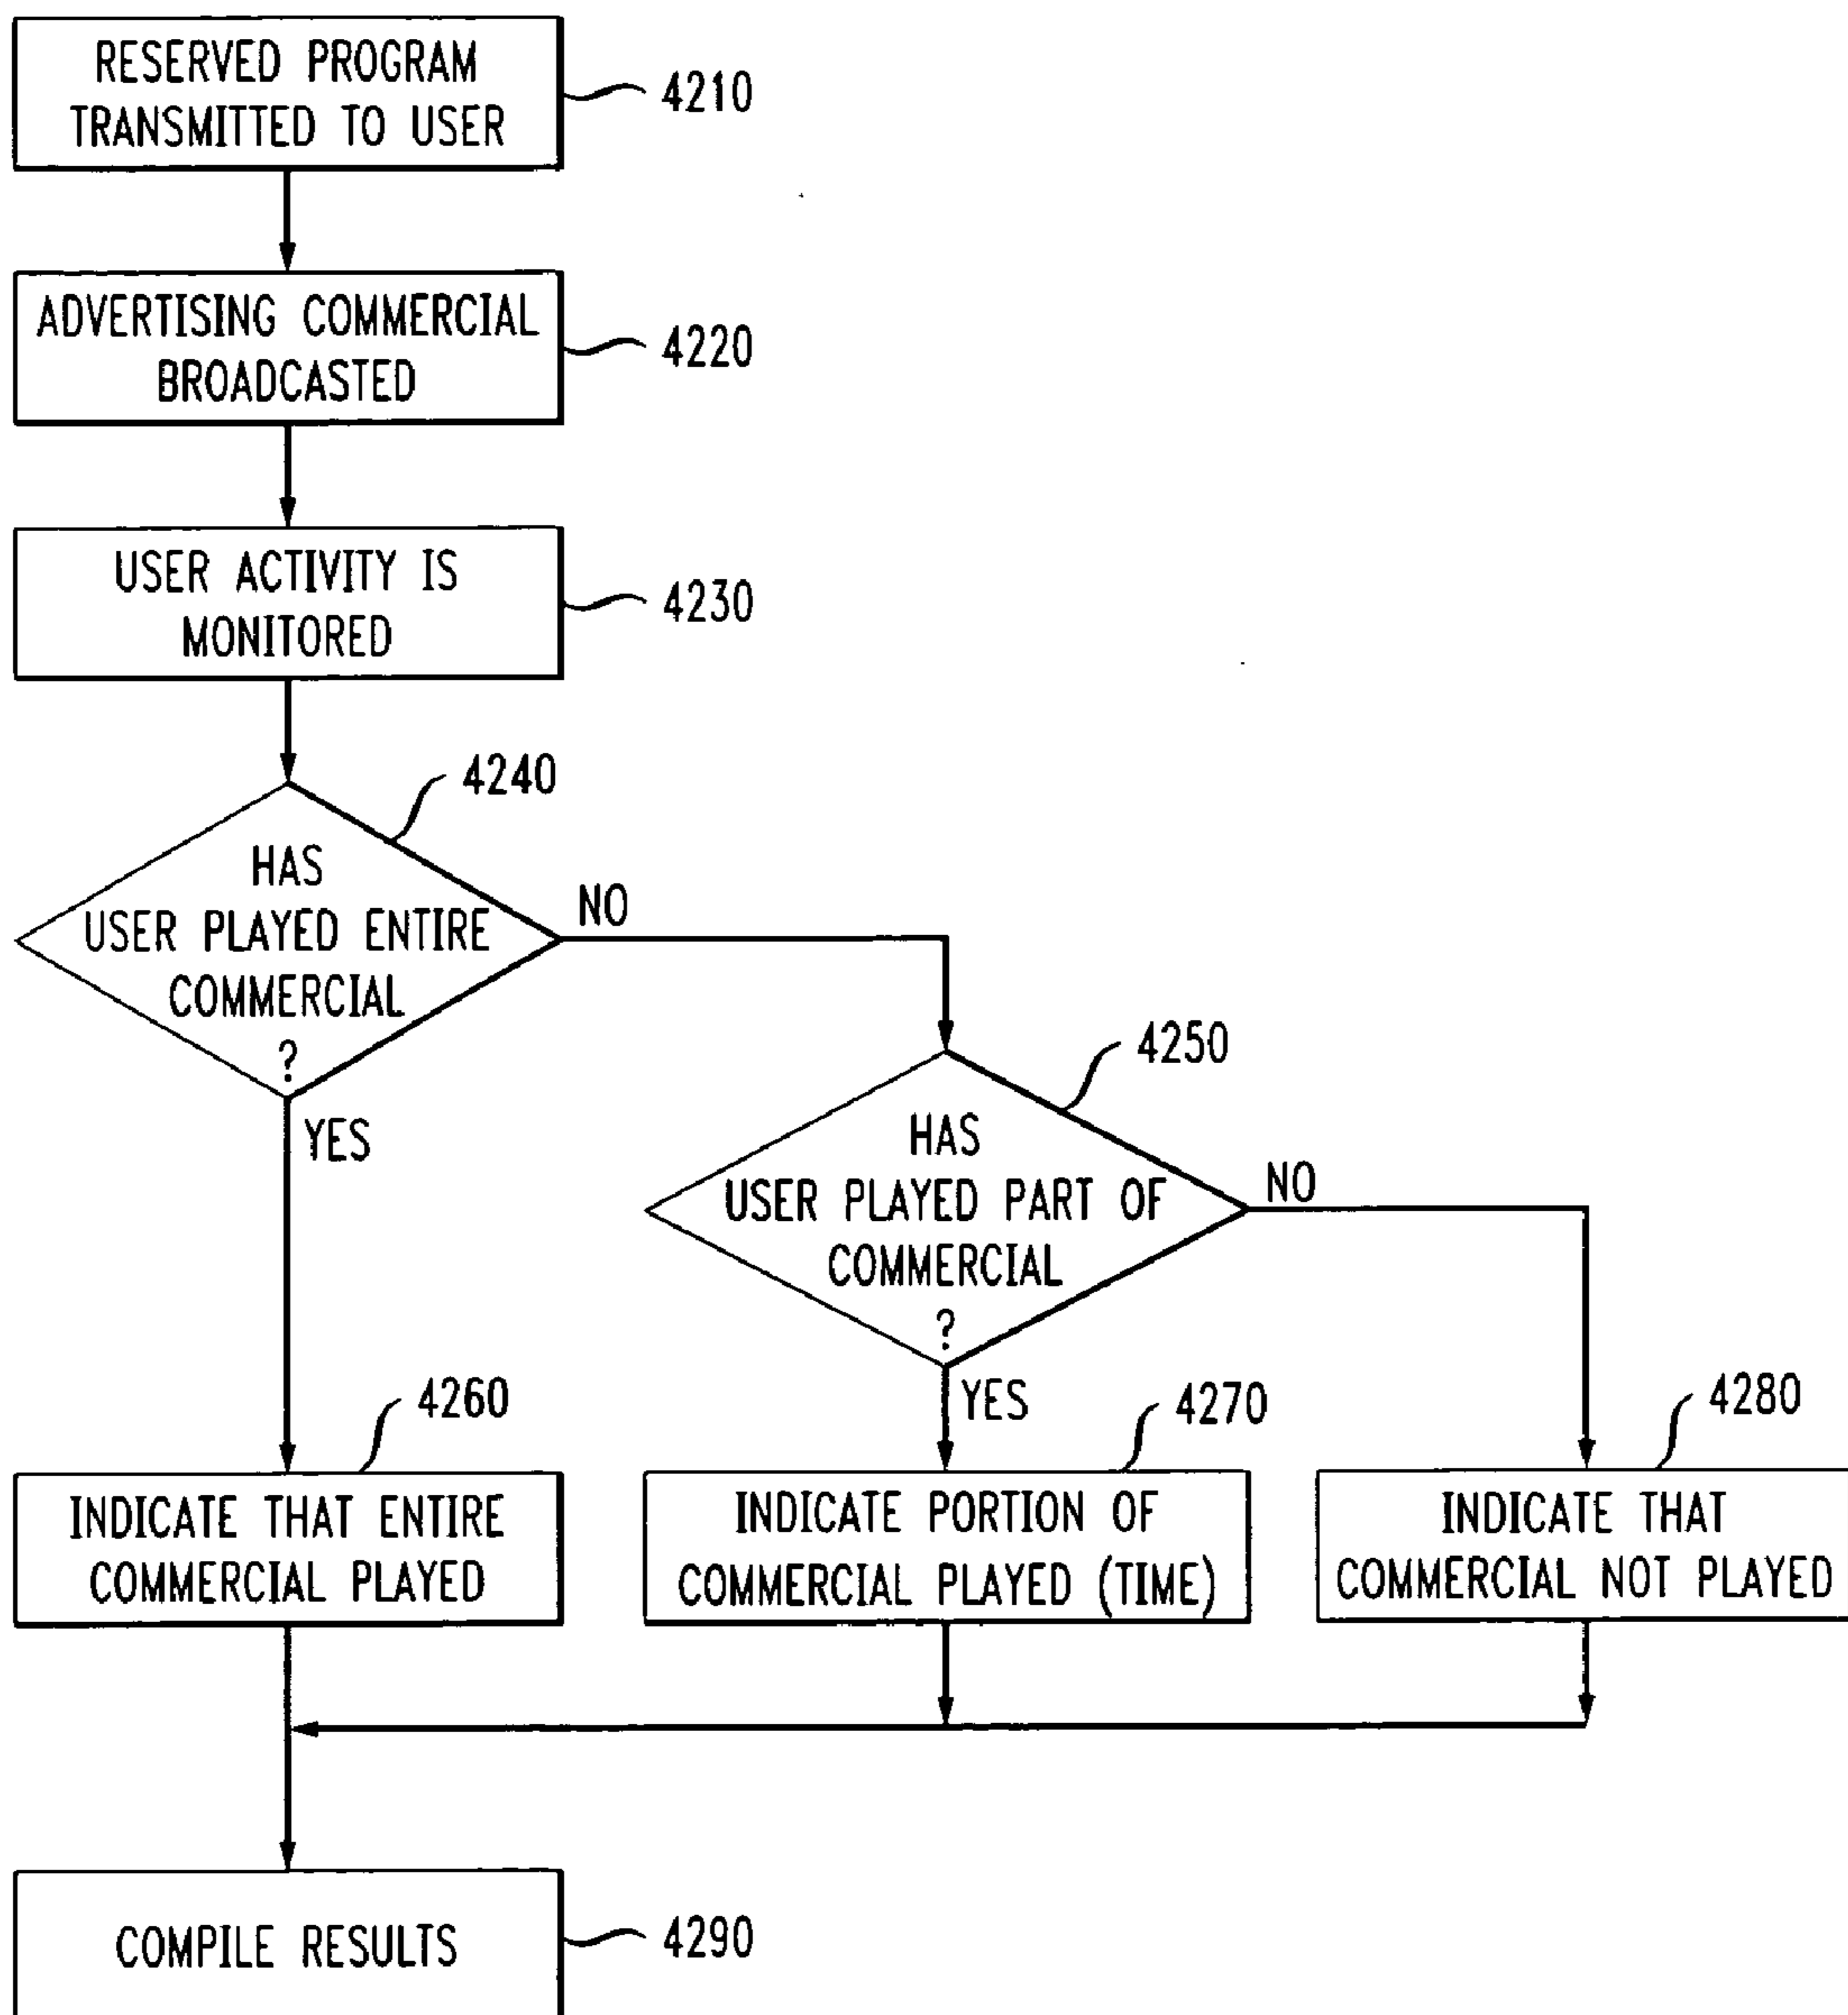 RESERVED PROGRAM
TRANSMITTED TO USER
4210
ADVERTISING COMMERCIAL
BROADCASTED
4220
USER ACTIVITY IS
MONITORED
4230
4240
HAS
USER PLAYED ENTIRE
COMMERCIAL
?
NO
YES
4250
HAS
USER PLAYED PART OF
COMMERCIAL
?
NO
YES
4260
INDICATE THAT ENTIRE
COMMERCIAL PLAYED
4270
INDICATE PORTION OF
COMMERCIAL PLAYED (TIME)
4280
INDICATE THAT
COMMERCIAL NOT PLAYED
COMPILE RESULTS
4290